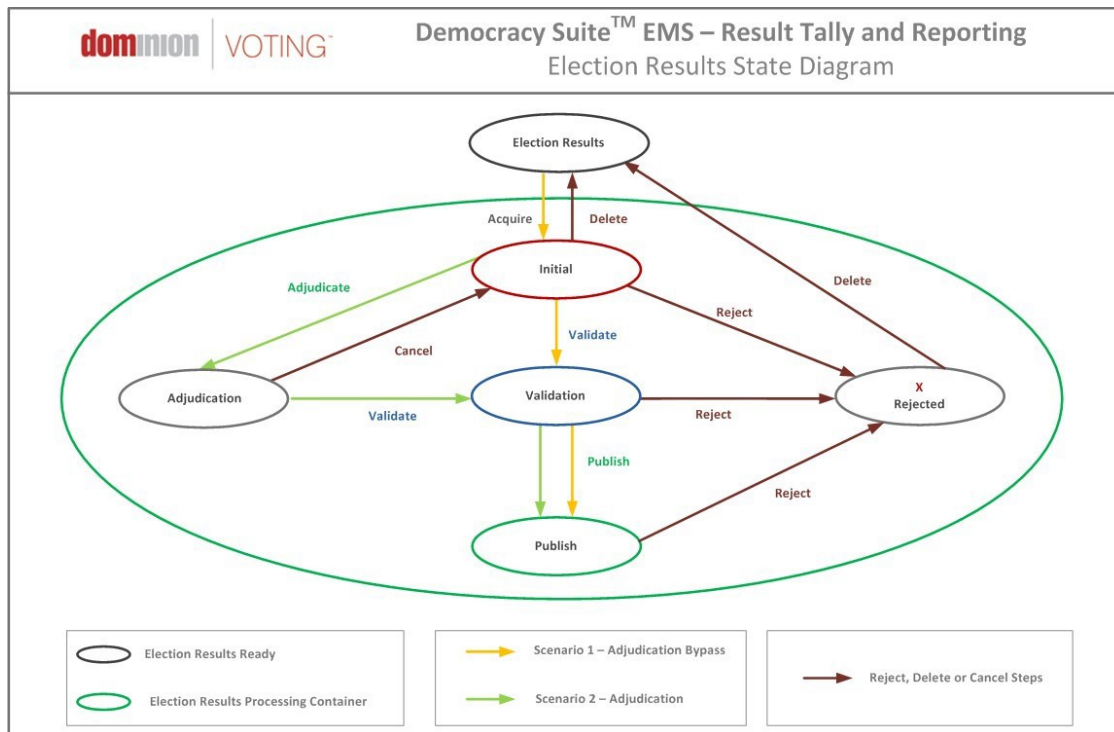 dominion VOTING™
Democracy Suite™ EMS – Result Tally and Reporting
Election Results State Diagram
Election Results
Acquire
Delete
Initial
Adjudicate
Delete
Reject
Validate
Cancel
X
Adjudication
Validation
Rejected
Validate
Reject
Publish
Reject
Publish
Election Results Ready
Election Results Processing Container
Scenario 1 – Adjudication Bypass
Scenario 2 – Adjudication
Reject, Delete or Cancel Steps